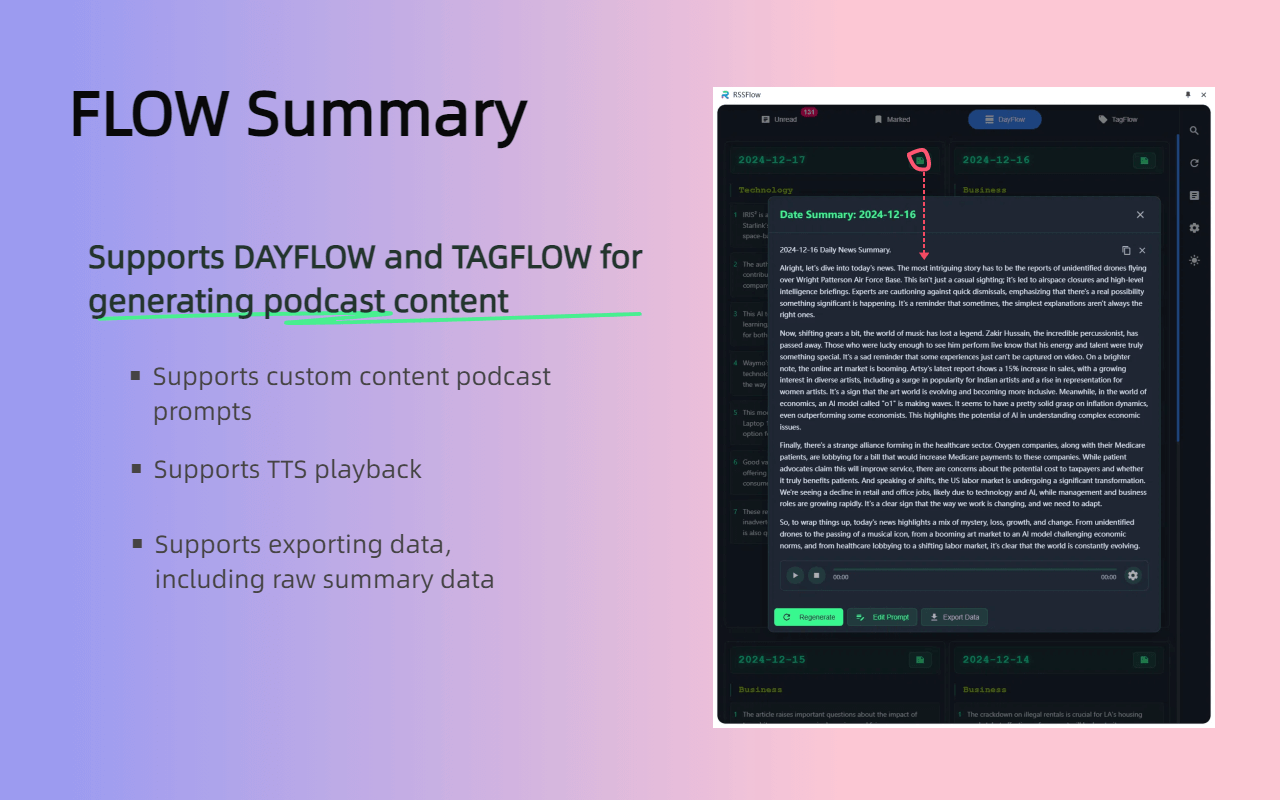 FLOW Summary
Supports DAYFLOW and TAGFLOW for
generating podcast content
Supports custom content podcast
prompts
Supports TTS playback
Supports exporting data,
including raw summary data
RSSFlow
Unread
131
Marked
DayFlow
TagFlow
2024-12-17
2024-12-16
Technology
Business
1 IRIS² is a
Starlink's
space-ba
2 The auth
contribu
compan
3 This AI t
learning
for both
4 Waymo'
technolo
the way
5 This mo
Laptop
option f
6 Good ve
offering
consume
7 These re
inadvert
is also q
Date Summary: 2024-12-16
2024-12-16 Daily News Summary.
Alright, let's dive into today's news. The most intriguing story has to be the reports of unidentified drones flying
over Wright Patterson Air Force Base. This isn't just a casual sighting; it's led to airspace closures and high-level
intelligence briefings. Experts are cautioning against quick dismissals, emphasizing that there's a real possibility
something significant is happening. It's a reminder that sometimes, the simplest explanations aren't always the
right ones.
Now, shifting gears a bit, the world of music has lost a legend. Zakir Hussain, the incredible percussionist, has
passed away. Those who were lucky enough to see him perform live know that his energy and talent were truly
something special. It's a sad reminder that some experiences just can't be captured on video. On a brighter
note, the online art market is booming. Artsy's latest report shows a 15% increase in sales, with a growing
interest in diverse artists, including a surge in popularity for Indian artists and a rise in representation for
women artists. It's a sign that the art world is evolving and becoming more inclusive. Meanwhile, in the world of
economics, an AI model called "o1" is making waves. It seems to have a pretty solid grasp on inflation dynamics,
even outperforming some economists. This highlights the potential of AI in understanding complex economic
issues.
Finally, there's a strange alliance forming in the healthcare sector. Oxygen companies, along with their Medicare
patients, are lobbying for a bill that would increase Medicare payments to these companies. While patient
advocates claim this will improve service, there are concerns about the potential cost to taxpayers and whether
it truly benefits patients. And speaking of shifts, the US labor market is undergoing a significant transformation.
We're seeing a decline in retail and office jobs, likely due to technology and AI, while management and business
roles are growing rapidly. It's a clear sign that the way we work is changing, and we need to adapt.
So, to wrap things up, today's news highlights a mix of mystery, loss, growth, and change. From unidentified
drones to the passing of a musical icon, from a booming art market to an AI model challenging economic
norms, and from healthcare lobbying to a shifting labor market, it's clear that the world is constantly evolving.
00:00
00:00
Regenerate
Edit Prompt
Export Data
2024-12-15
2024-12-14
Business
Business
1 The article raises important questions about the impact of
1 The crackdown on illegal rentals is crucial for LA's housing